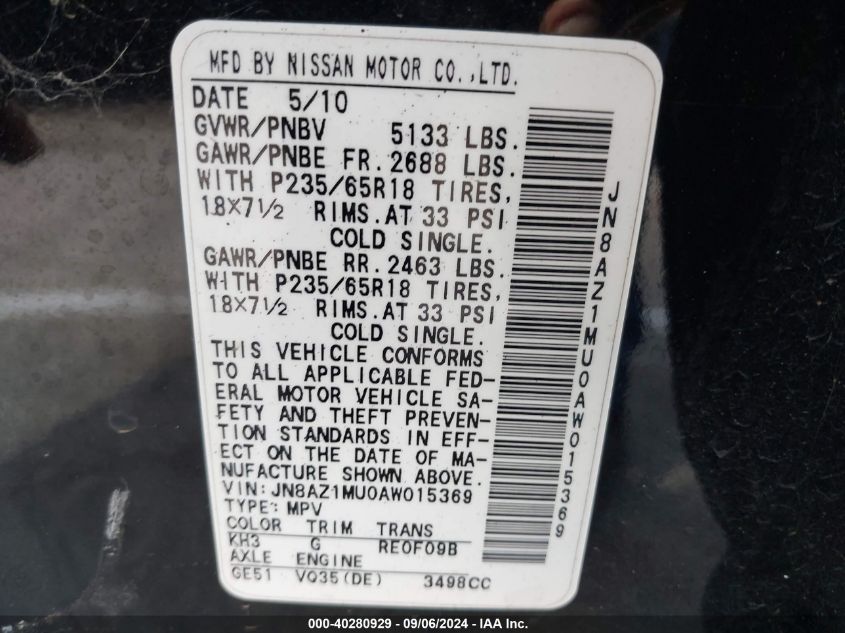 MFD BY NISSAN MOTOR CO.,LTD.
DATE 5/10
GVWR/PNBV 5133 LBS.
GAWR/PNBE FR.2688 LBS.
WITH P235/65R18 TIRES,
18X7½ RIMS.AT 33 PSI
COLD SINGLE.
GAWR/PNBE RR.2463 LBS.
WITH P235/65R18 TIRES,
18X7½ RIMS.AT 33 PSI
COLD SINGLE.
THIS VEHICLE CONFORMS
TO ALL APPLICABLE FED-
ERAL MOTOR VEHICLE SA-
FETY AND THEFT PREVEN-
TION STANDARDS IN EFF-
ECT ON THE DATE OF MA-
NUFACTURE SHOWN ABOVE.
VIN:JN8AZ1MU0AW015369
TYPE:MPV
COLOR TRIM TRANS
KH3 G RE0F09B
AXLE ENGINE
GE51 VQ35(DE) 3498CC
JN8AZ1MU0AW015369
000-40280929 - 09/06/2024 - IAA Inc.